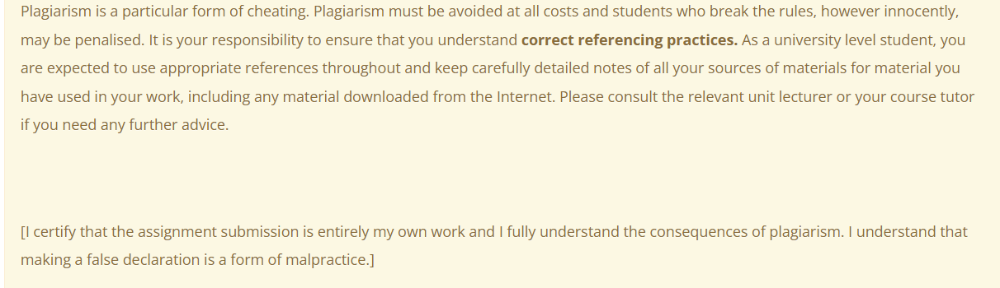 Plagiarism is a particular form of cheating. Plagiarism must be avoided at all costs and students who break the rules, however innocently,
may be penalised. It is your responsibility to ensure that you understand correct referencing practices. As a university level student, you
are expected to use appropriate references throughout and keep carefully detailed notes of all your sources of materials for material you
have used in your work, including any material downloaded from the Internet. Please consult the relevant unit lecturer or your course tutor
if you need any further advice.
[I certify that the assignment submission is entirely my own work and I fully understand the consequences of plagiarism. I understand that
making a false declaration is a form of malpractice.]